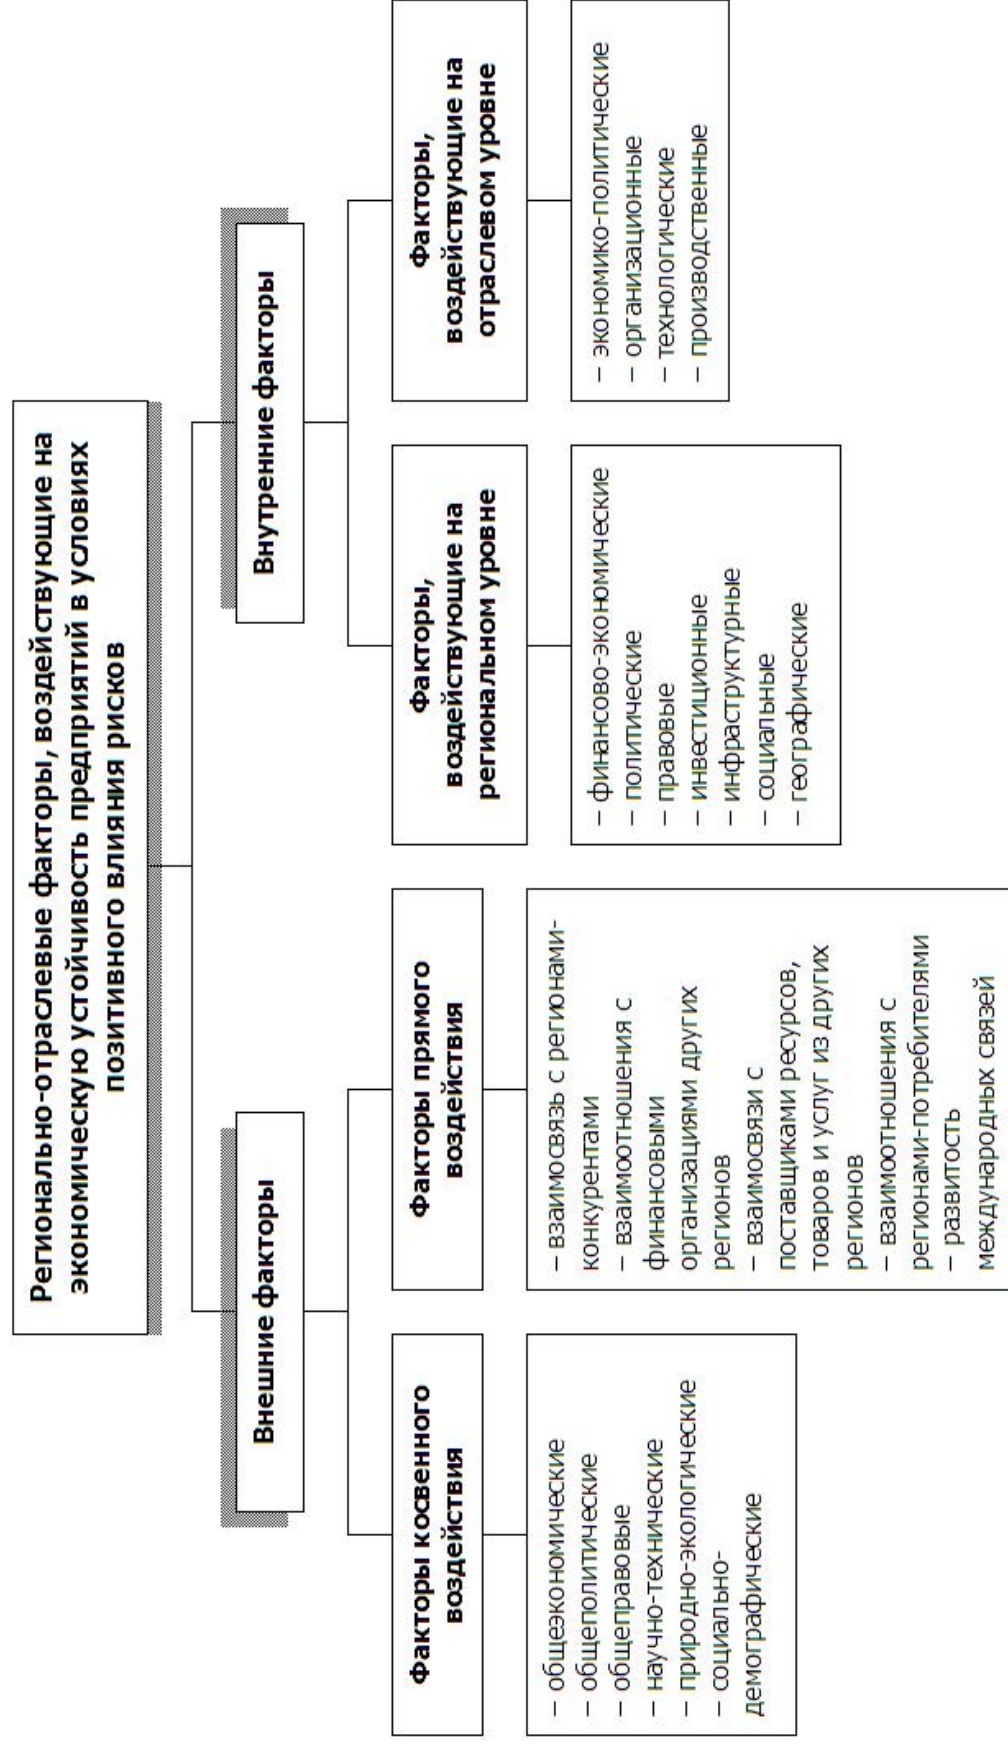 Регионально-отраслевые факторы, воздействующие на
экономическую устойчивость предприятий в условиях
позитивного влияния рисков
Внешние факторы
Внутренние факторы
Факторы косвенного
воздействия
Факторы прямого
воздействия
Факторы,
воздействующие на
региональном уровне
Факторы,
воздействующие на
отраслевом уровне
– общеэкономические
– общеполитические
– общеправовые
– научно-технические
– природно-экологические
– социально-
демографические
– взаимосвязь с регионами-
конкурентами
– взаимоотношения с
финансовыми
организациями других
регионов
– взаимосвязи с
поставщиками ресурсов,
товаров и услуг из других
регионов
– взаимоотношения с
регионами-потребителями
– развитость
международных связей
– финансово-экономические
– политические
– правовые
– инвестиционные
– инфраструктурные
– социальные
– географические
– экономико-политические
– организационные
– технологические
– производственные